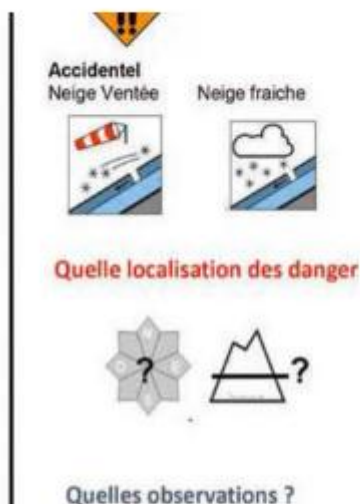 !!
Accidentel
Neige Ventée Neige fraiche
Quelle localisation des danger
N
O ? E ?
S
Quelles observations ?